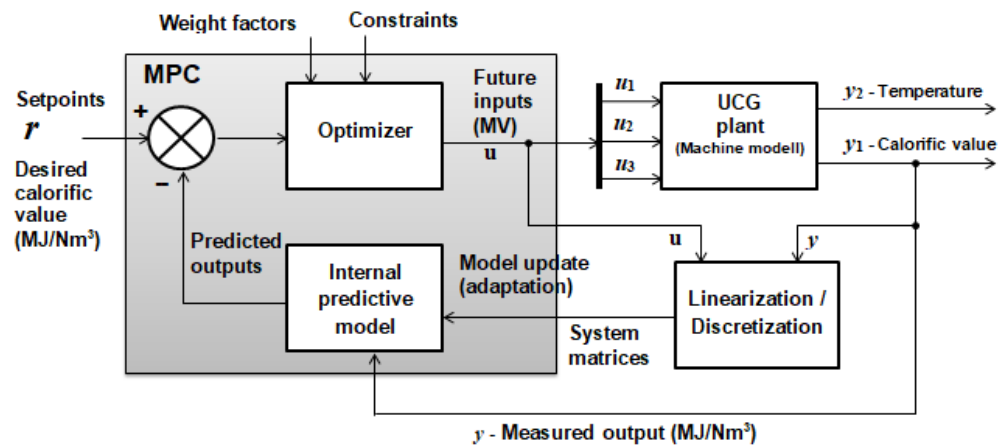 Weight factors
Constraints
MPC
Setpoints
r
Desired
calorific
value
(MJ/Nm³)
+
−
Optimizer
Future
inputs
(MV)
u
u1
u2
u3
UCG
plant
(Machine modell)
y2 - Temperature
y1 - Calorific value
Predicted
outputs
Internal
predictive
model
Model update
(adaptation)
System
matrices
u
y
Linearization /
Discretization
y - Measured output (MJ/Nm³)